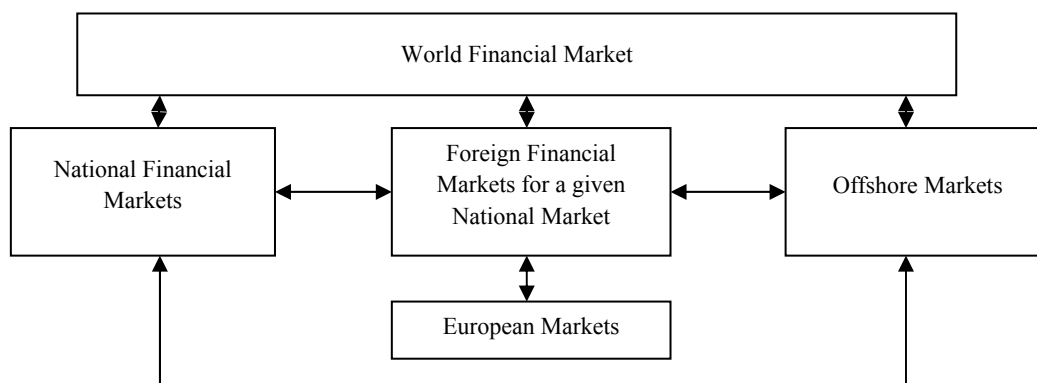 World Financial Market
National Financial
Markets
Foreign Financial
Markets for a given
National Market
Offshore Markets
European Markets